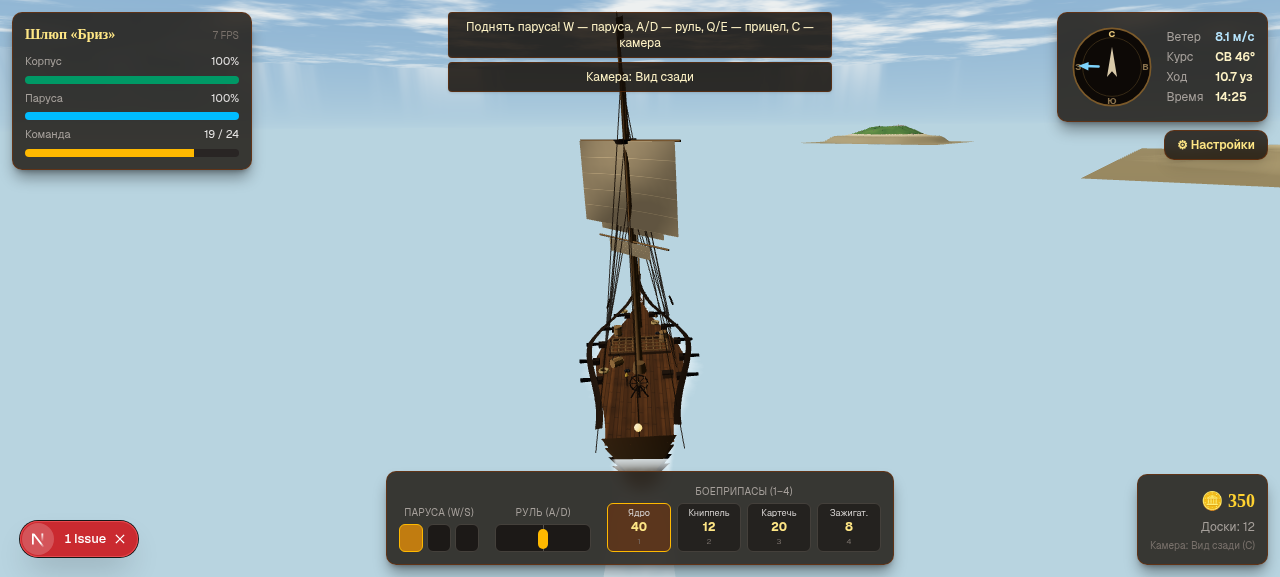 Шлюп «Бриз»
7 FPS
Корпус
100%
Паруса
100%
Команда
19 / 24
Поднять паруса! W — паруса, A/D — руль, Q/E — прицел, C —
камера
Камера: Вид сзади
С
В
Ю
З
Ветер 8.1 м/с
Курс СВ 46°
Ход 10.7 уз
Время 14:25
⚙ Настройки
ПАРУСА (W/S)
РУЛЬ (A/D)
БОЕПРИПАСЫ (1–4)
Ядро
40
1
Книппель
12
2
Картечь
20
3
Зажигат.
8
4
N 1 Issue ×
350
Доски: 12
Камера: Вид сзади (C)